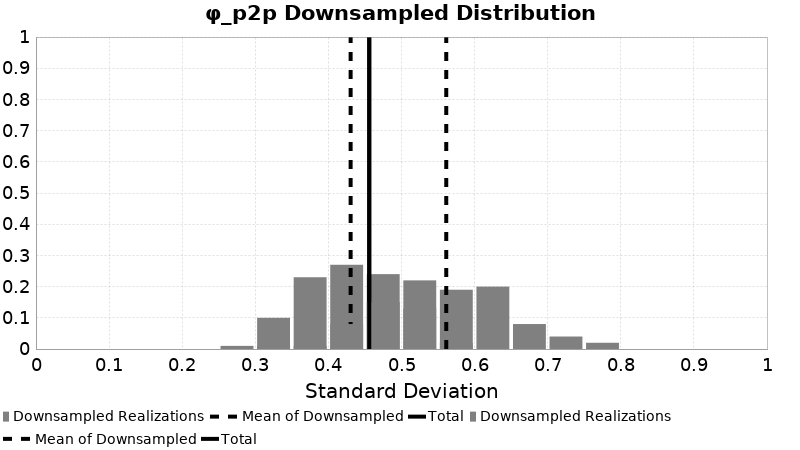 φ_p2p Downsampled Distribution
1
0.9
0.8
0.7
0.6
0.5
0.4
0.3
0.2
0.1
0
0 0.1 0.2 0.3 0.4 0.5 0.6 0.7 0.8 0.9 1
Standard Deviation
Downsampled Realizations Mean of Downsampled Total Downsampled Realizations
Mean of Downsampled Total